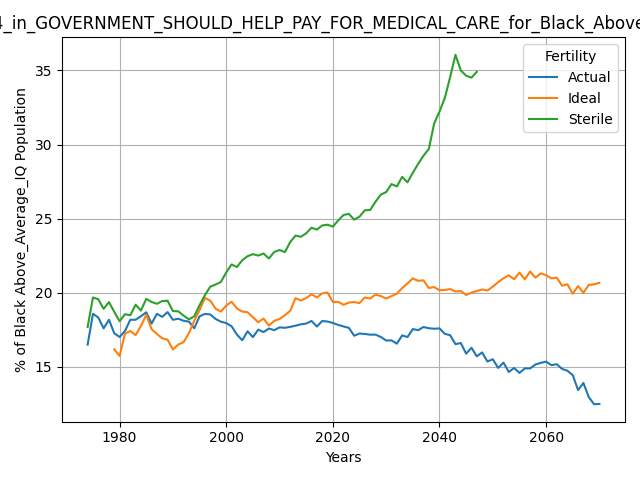 4_in_GOVERNMENT_SHOULD_HELP_PAY_FOR_MEDICAL_CARE_for_Black_Above
% of Black Above_Average_IQ Population
35
30
25
20
15
Fertility
Actual
Ideal
Sterile
1980 2000 2020 2040 2060
Years